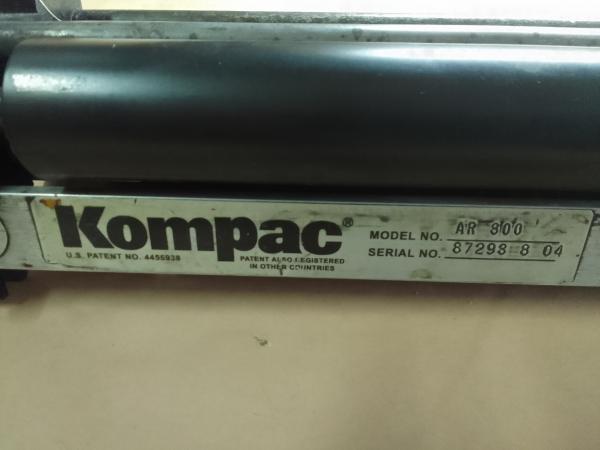 Kompac®
U.S. PATENT NO. 4455938
PATENT ALSO REGISTERED
IN OTHER COUNTRIES
MODEL NO. AR 800
SERIAL NO. 87298 8 04